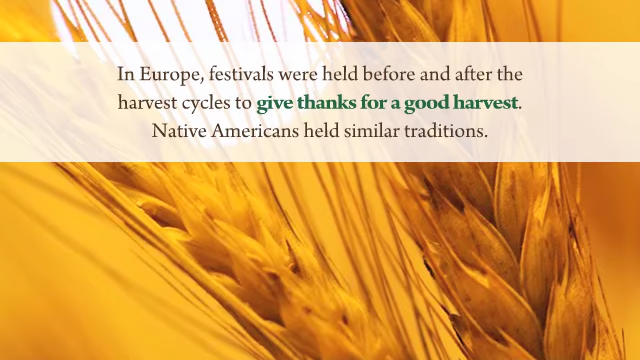 In Europe, festivals were held before and after the
harvest cycles to give thanks for a good harvest.
Native Americans held similar traditions.